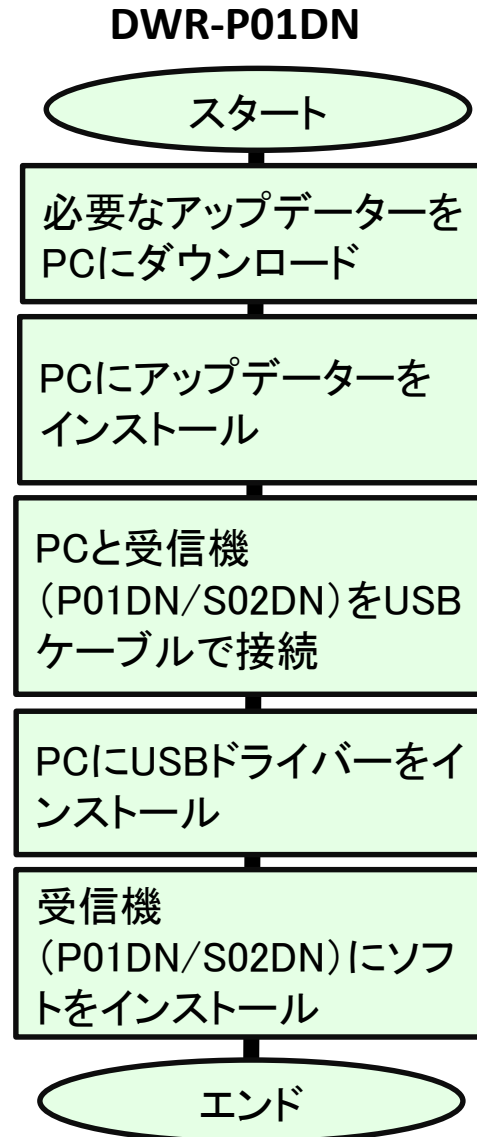 DWR-P01DN
スタート
必要なアップデーターを
PCにダウンロード
PCにアップデーターを
インストール
PCと受信機
(P01DN/S02DN)をUSB
ケーブルで接続
PCにUSBドライバーをイ
ンストール
受信機
(P01DN/S02DN)にソフ
トをインストール
エンド